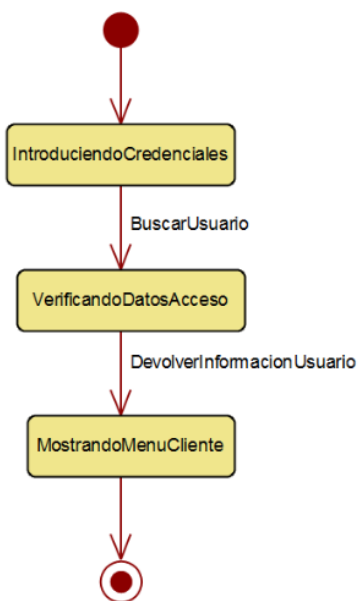 IntroduciendoCredenciales
BuscarUsuario
VerificandoDatosAcceso
DevolverInformacionUsuario
MostrandoMenuCliente